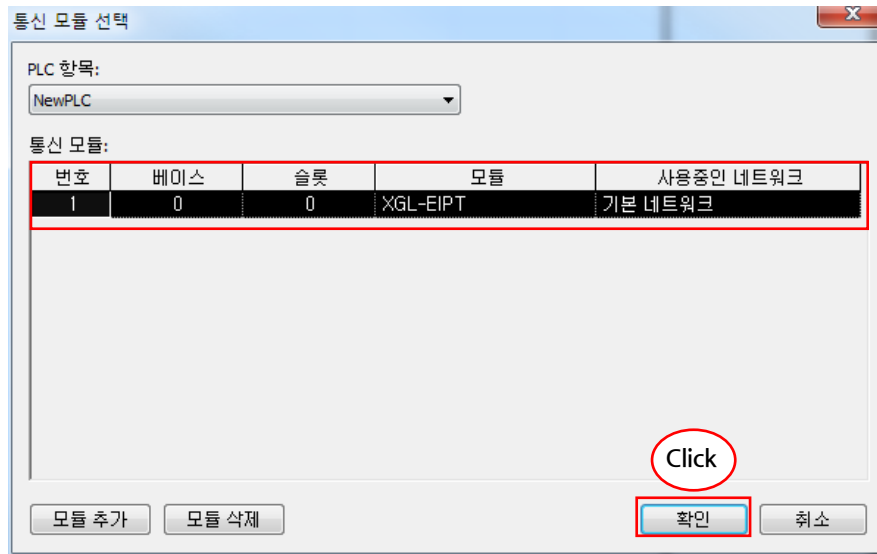 통신 모듈 선택
PLC 항목:
NewPLC
통신 모듈:
번호 베이스 슬롯 모듈 사용중인 네트워크
1 0 0 XGL-EIPT 기본 네트워크
Click
모듈 추가 모듈 삭제 확인 취소